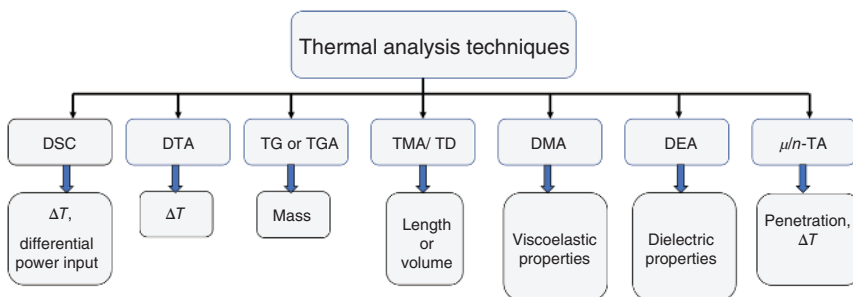 Thermal analysis techniques
DSC
DTA
TG or TGA
TMA/ TD
DMA
DEA
μ/n-TA
ΔT,
differential
power input
ΔT
Mass
Length
or
volume
Viscoelastic
properties
Dielectric
properties
Penetration,
ΔT